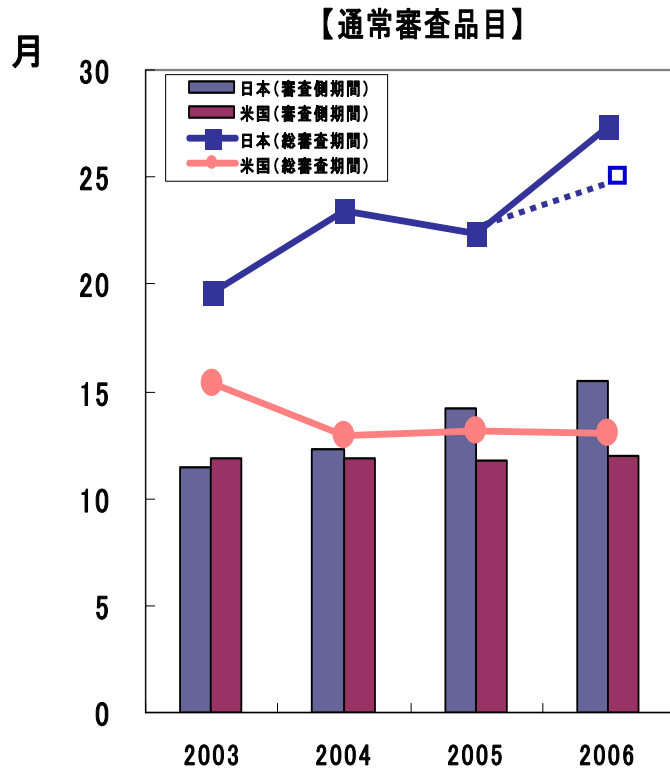 【通常審査品目】
月
日本(審査側期間)
米国(審査側期間)
日本(総審査期間)
米国(総審査期間)
30
25
20
15
10
5
0
2003 2004 2005 2006